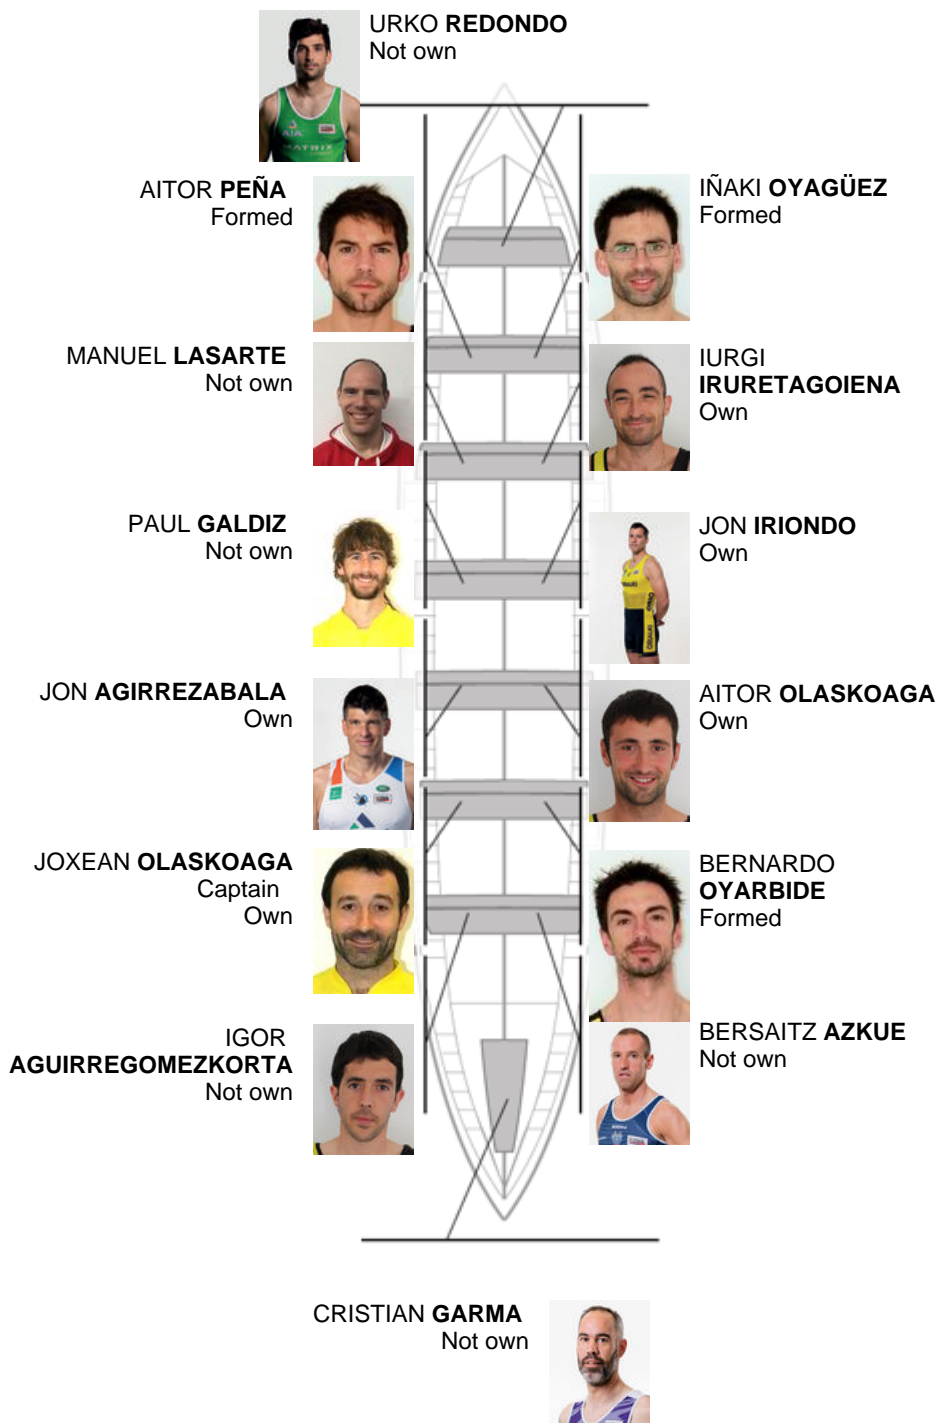 URKO REDONDO
Not own
AITOR PEÑA
Formed
IÑAKI OYAGÜEZ
Formed
MANUEL LASARTE
Not own
IURGI
IRURETAGOIENA
Own
PAUL GALDIZ
Not own
JON IRIONDO
Own
JON AGIRREZABALA
Own
AITOR OLASKOAGA
Own
JOXEAN OLASKOAGA
Captain
Own
BERNARDO
OYARBIDE
Formed
IGOR
AGUIRREGOMEZKORTA
Not own
BERSAITZ AZKUE
Not own
CRISTIAN GARMA
Not own
MATRIX